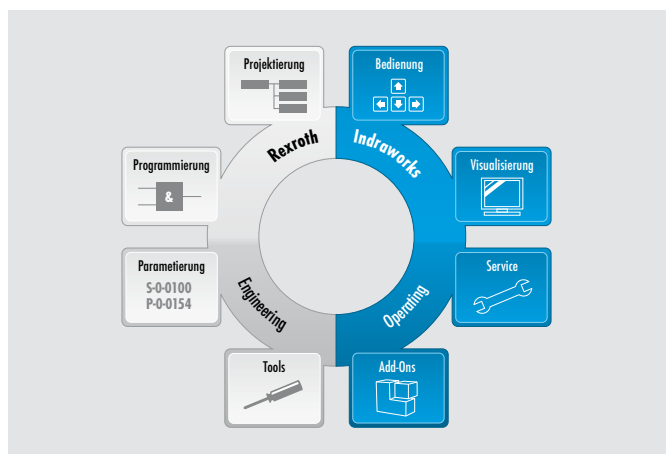 Projektierung
Bedienung
Rexroth
Indraworks
Programmierung
&
Visualisierung
Parametierung
S-0-0100
P-0-0154
Service
Engineering
Operating
Tools
Add-Ons